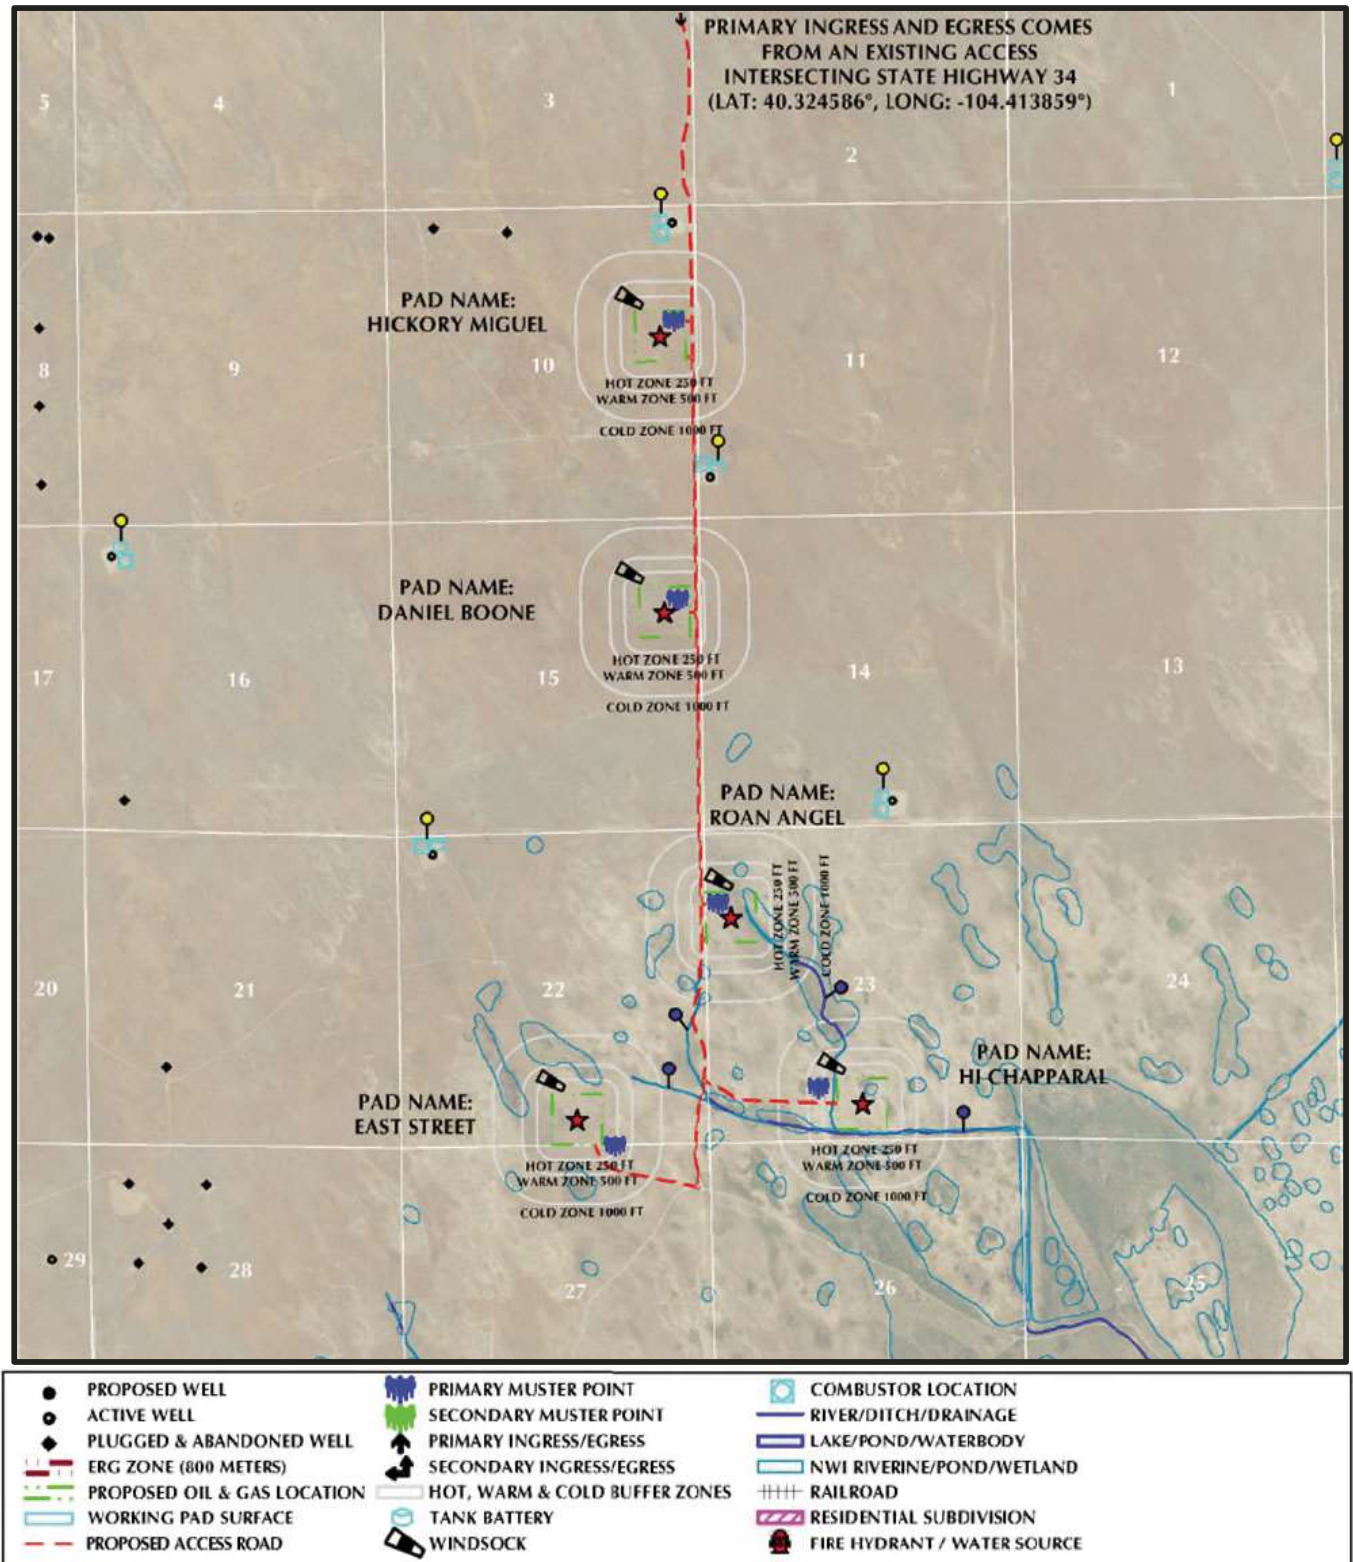 PRIMARY INGRESS AND EGRESS COMES
FROM AN EXISTING ACCESS
INTERSECTING STATE HIGHWAY 34
(LAT: 40.324586°, LONG: -104.413859°)
5
4
3
2
1
PAD NAME:
HICKORY MIGUEL
8
9
10
11
12
HOT ZONE 250 FT
WARM ZONE 500 FT
COLD ZONE 1000 FT
PAD NAME:
DANIEL BOONE
17
16
15
14
13
HOT ZONE 250 FT
WARM ZONE 500 FT
COLD ZONE 1000 FT
PAD NAME:
ROAN ANGEL
HOT ZONE 250 FT
WARM ZONE 500 FT
COLD ZONE 1000 FT
20
21
22
23
24
PAD NAME:
HI CHAPPARAL
PAD NAME:
EAST STREET
HOT ZONE 250 FT
WARM ZONE 500 FT
COLD ZONE 1000 FT
HOT ZONE 250 FT
WARM ZONE 500 FT
COLD ZONE 1000 FT
29
28
27
26
25
PROPOSED WELL
ACTIVE WELL
PLUGGED & ABANDONED WELL
ERG ZONE (800 METERS)
PROPOSED OIL & GAS LOCATION
WORKING PAD SURFACE
PROPOSED ACCESS ROAD
PRIMARY MUSTER POINT
SECONDARY MUSTER POINT
PRIMARY INGRESS/EGRESS
SECONDARY INGRESS/EGRESS
HOT, WARM & COLD BUFFER ZONES
TANK BATTERY
WINDSOCK
COMBUSTOR LOCATION
RIVER/DITCH/DRAINAGE
LAKE/POND/WATERBODY
NWI RIVERINE/POND/WETLAND
RAILROAD
RESIDENTIAL SUBDIVISION
FIRE HYDRANT / WATER SOURCE